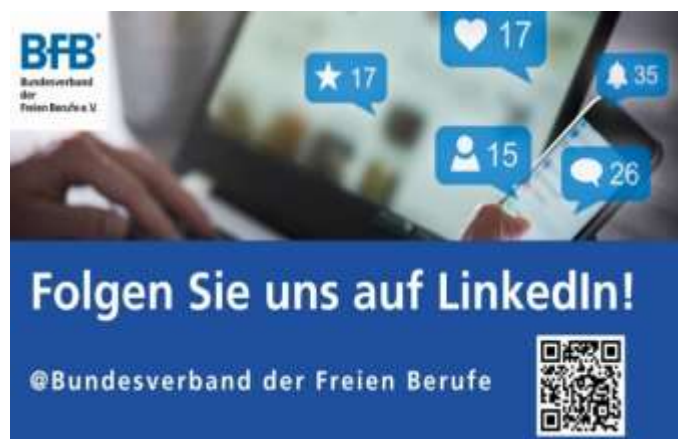 BFB
Bundesverband
der
Freien Berufe e. V.
17
17
35
15
26
Folgen Sie uns auf LinkedIn!
@Bundesverband der Freien Berufe